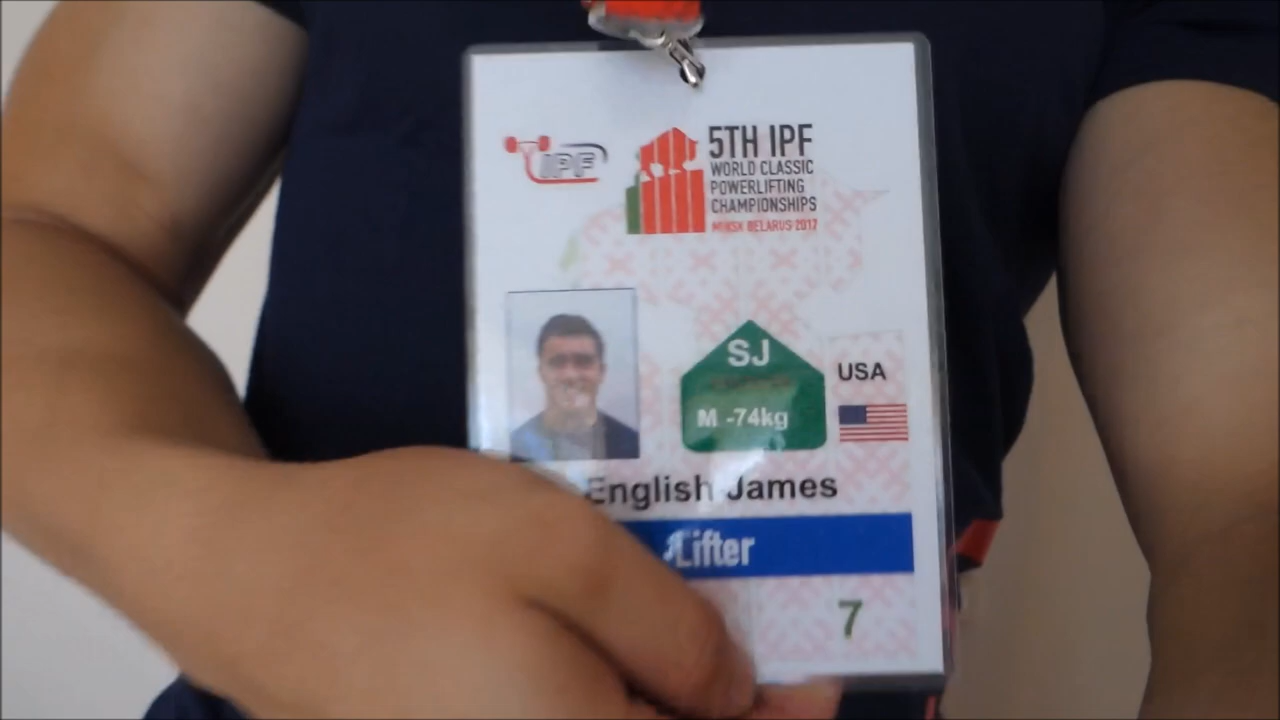 IPF
5TH IPF
WORLD CLASSIC
POWERLIFTING
CHAMPIONSHIPS
MINSK BELARUS 2017
SJ
M -74kg
USA
English James
Lifter
7